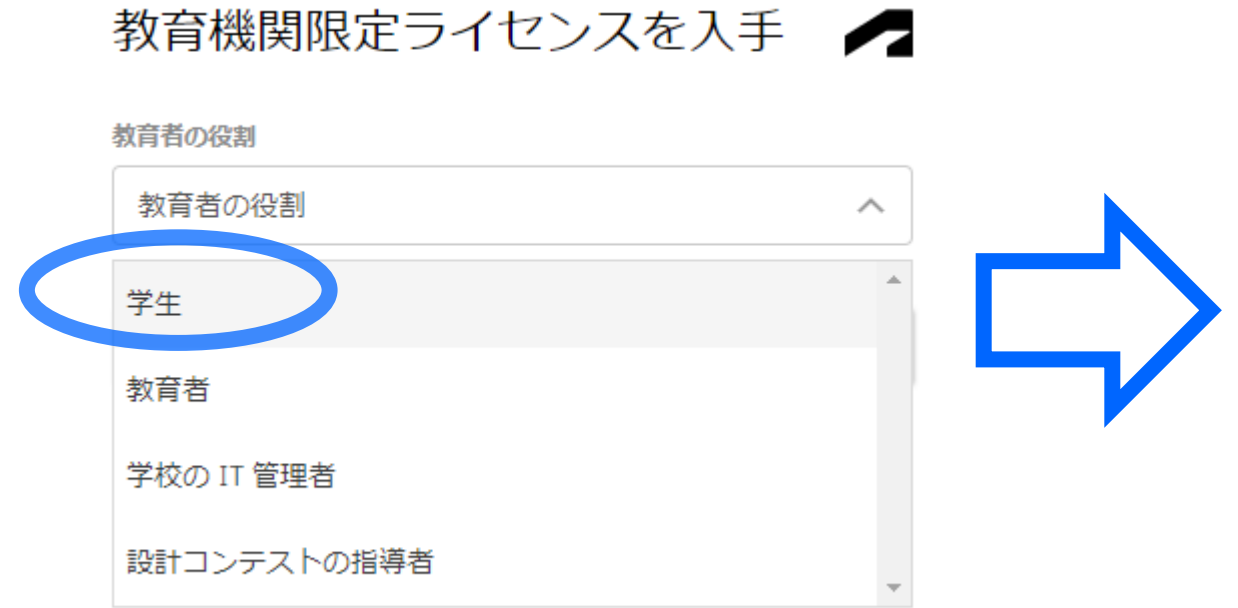 教育機関限定ライセンスを入手
教育者の役割
教育者の役割
学生
教育者
学校の IT 管理者
設計コンテストの指導者